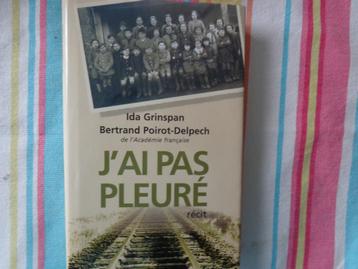 Ida Grinspan
Bertrand Poirot-Delpech
de l'Académie française
J'AI PAS
PLEURÉ
récit